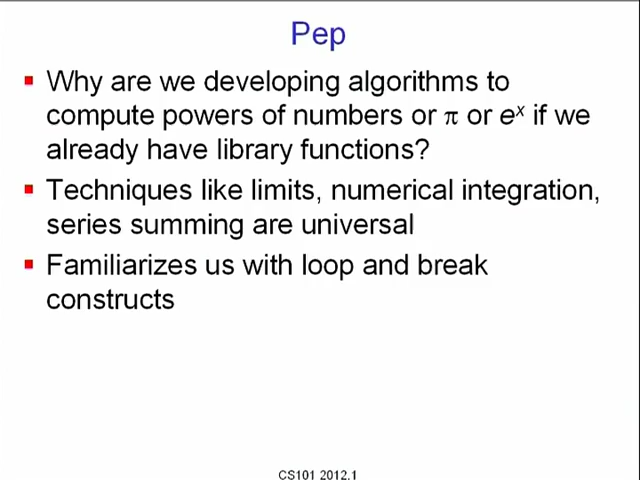 Pep
Why are we developing algorithms to
compute powers of numbers or π or eˣ if we
already have library functions?
Techniques like limits, numerical integration,
series summing are universal
Familiarizes us with loop and break
constructs
CS101 2012.1